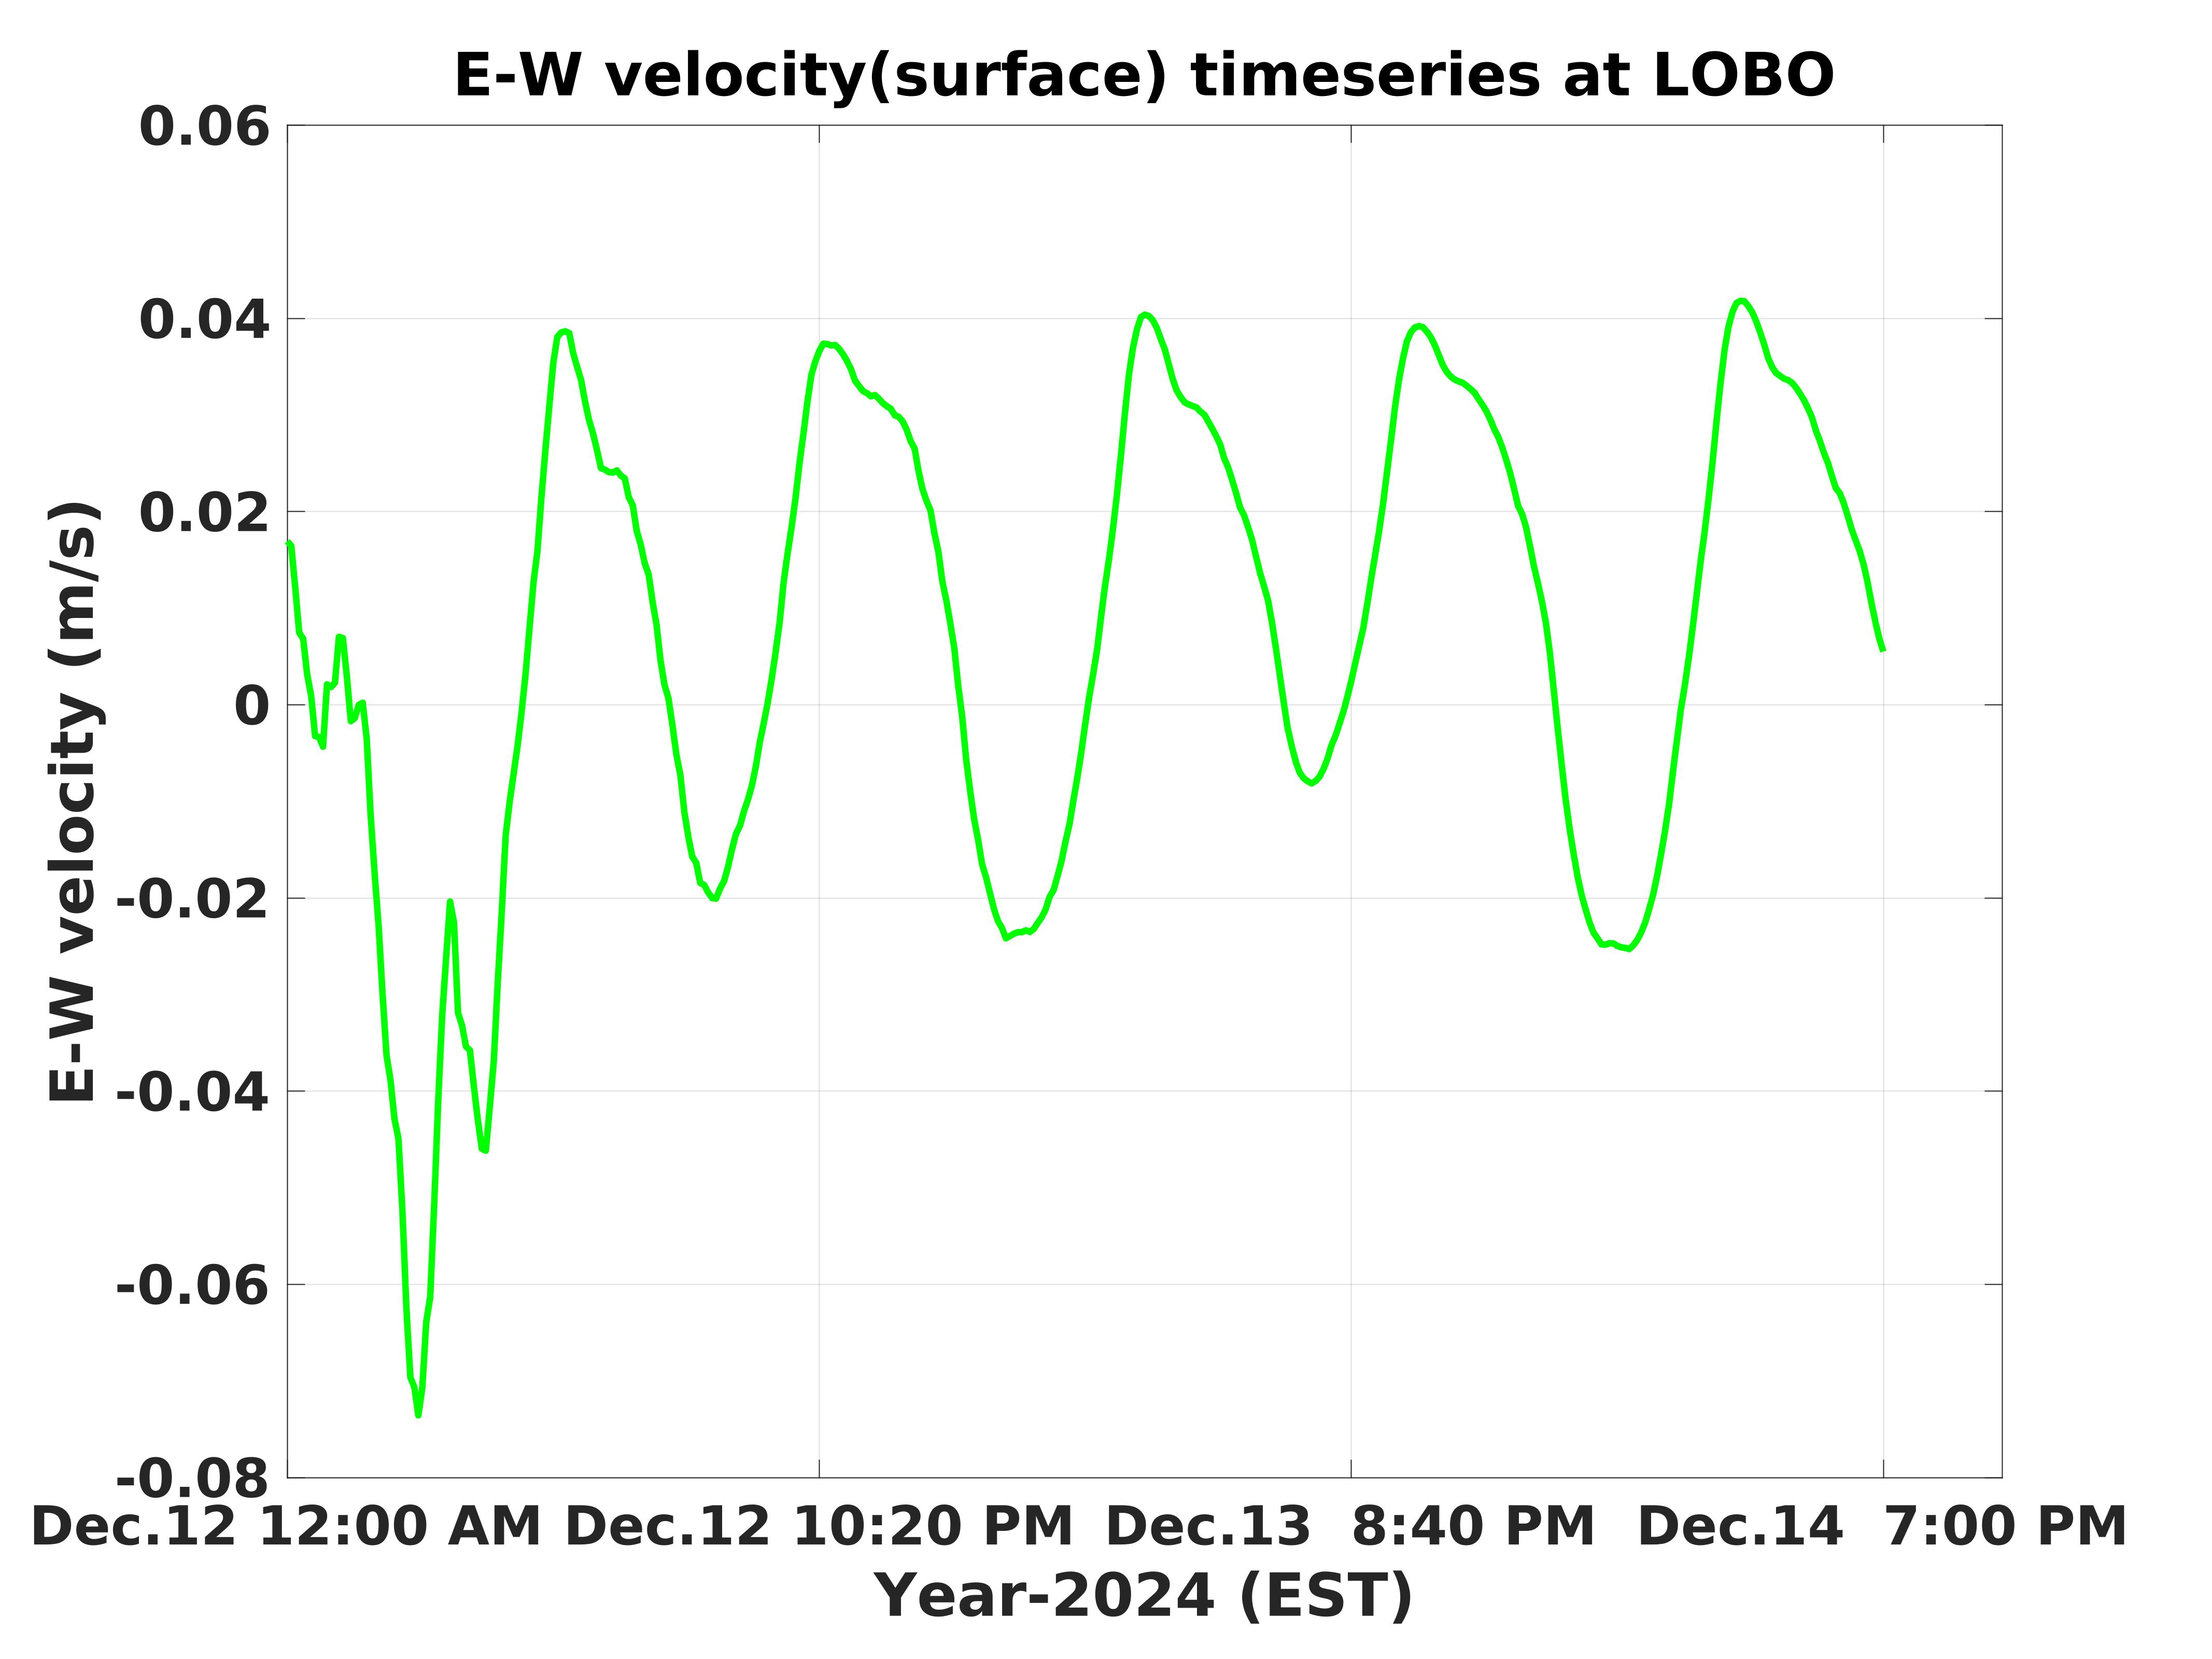 E-W velocity(surface) timeseries at LOBO
0.06
0.04
0.02
0
-0.02
-0.04
-0.06
-0.08
E-W velocity (m/s)
Dec.12 12:00 AM Dec.12 10:20 PM Dec.13 8:40 PM Dec.14 7:00 PM
Year-2024 (EST)